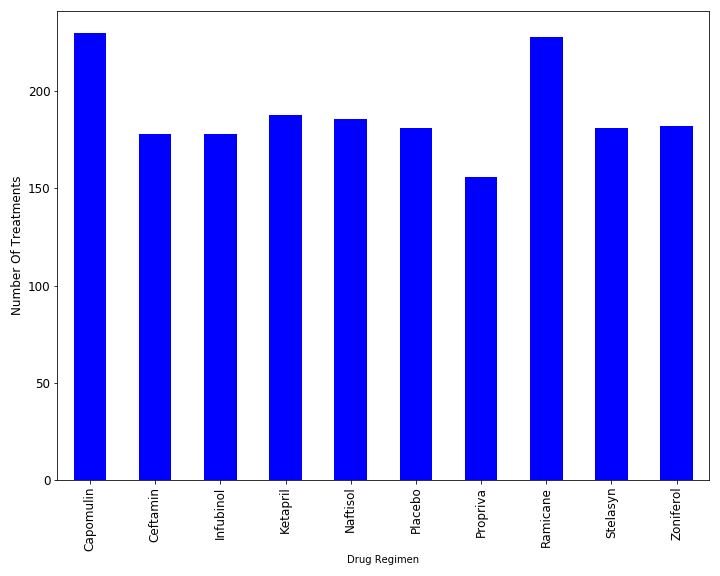 Number Of Treatments
200
150
100
50
0
Capomulin
Ceftamin
Infubinol
Ketapril
Naftisol
Placebo
Propriva
Ramicane
Stelasyn
Zoniferol
Drug Regimen